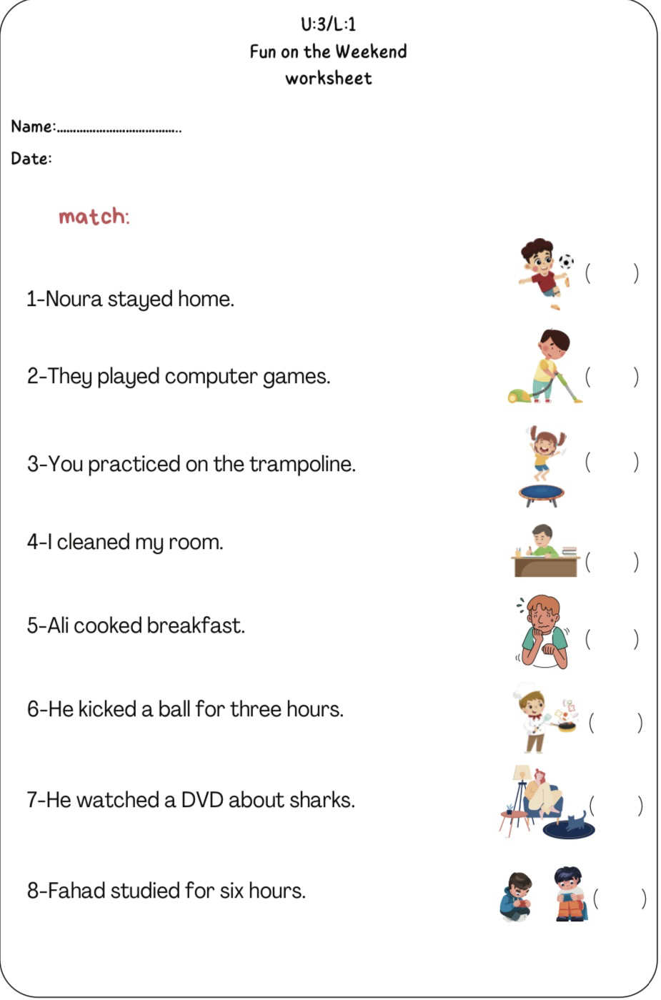 U:3/L:1
Fun on the Weekend
worksheet
Name:.......................................
Date:
match:
( )
1-Noura stayed home.
2-They played computer games.
( )
3-You practiced on the trampoline.
( )
4-I cleaned my room.
( )
5-Ali cooked breakfast.
( )
6-He kicked a ball for three hours.
( )
7-He watched a DVD about sharks.
( )
8-Fahad studied for six hours.
( )